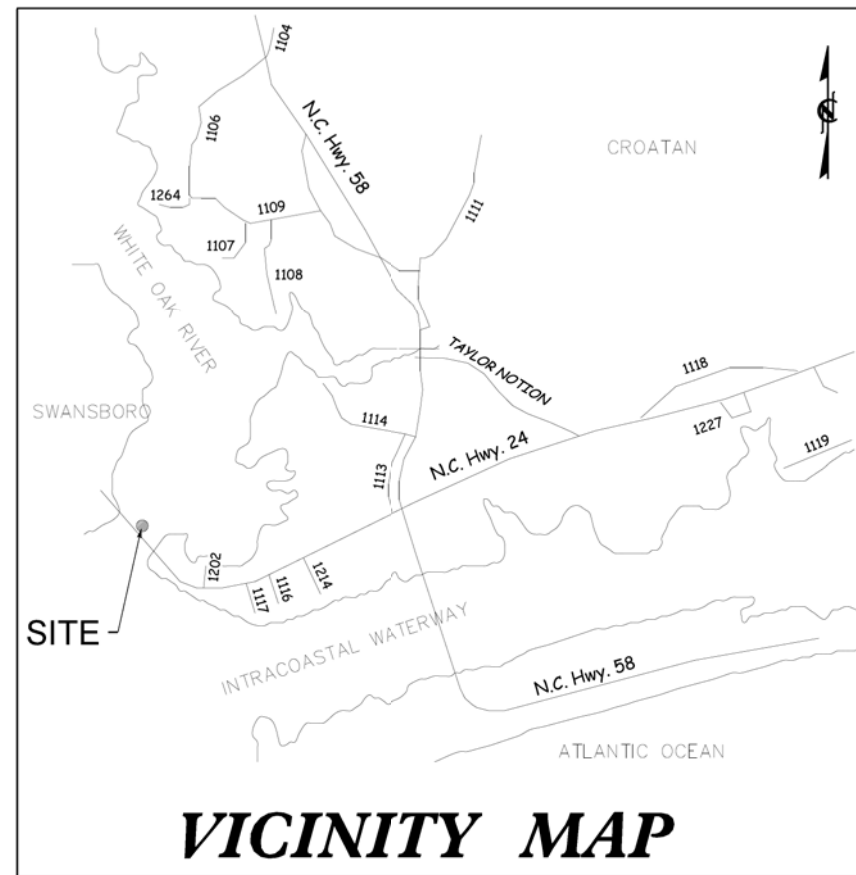 1104
N.C. Hwy. 58
1106
CROATAN
1264
1109
1111
1107
WHITE OAK RIVER
1108
TAYLOR NOTION
1118
SWANSBORO
1114
1227
N.C. Hwy. 24
1119
1113
1202
1214
1116
1117
SITE
INTRACOASTAL WATERWAY
N.C. Hwy. 58
ATLANTIC OCEAN
VICINITY MAP